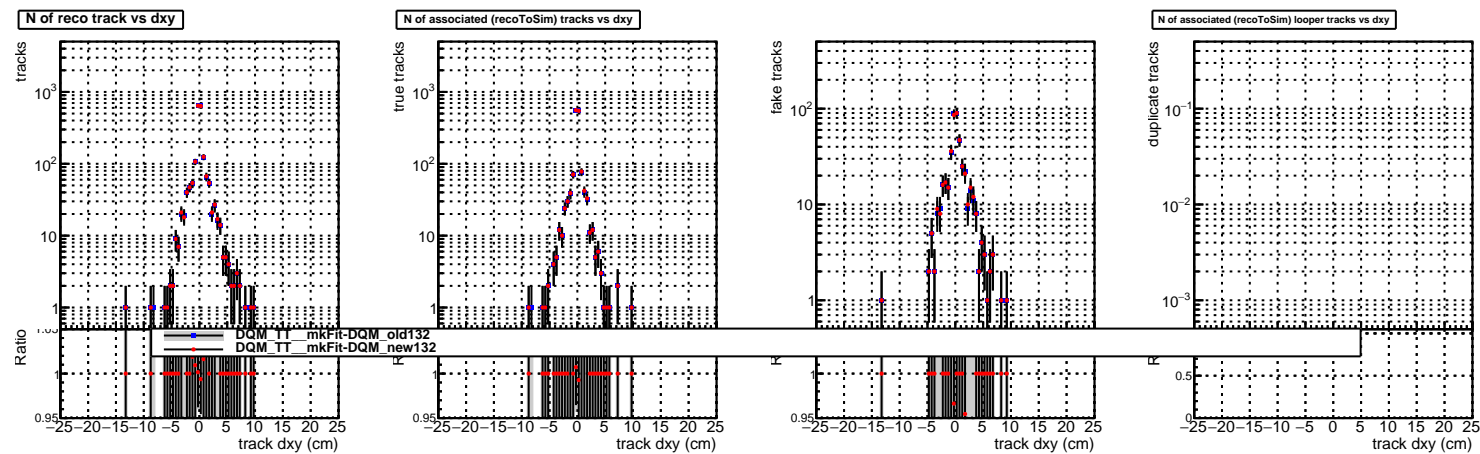 N of reco track vs dxy
tracks
10³
10²
10
1
1.05
Ratio
1
0.95
−25 −20 −15 −10 −5 0 5 10 15 20 25
track dxy (cm)
N of associated (recoToSim) tracks vs dxy
true tracks
10³
10²
10
1
1
0.95
−25 −20 −15 −10 −5 0 5 10 15 20 25
track dxy (cm)
fake tracks
10²
10
1
1
0.95
−25 −20 −15 −10 −5 0 5 10 15 20 25
track dxy (cm)
N of associated (recoToSim) looper tracks vs dxy
duplicate tracks
10⁻¹
10⁻²
10⁻³
0.5
0
−25 −20 −15 −10 −5 0 5 10 15 20 25
track dxy (cm)
DQM_TT__mkFit-DQM_old132
DQM_TT__mkFit-DQM_new132